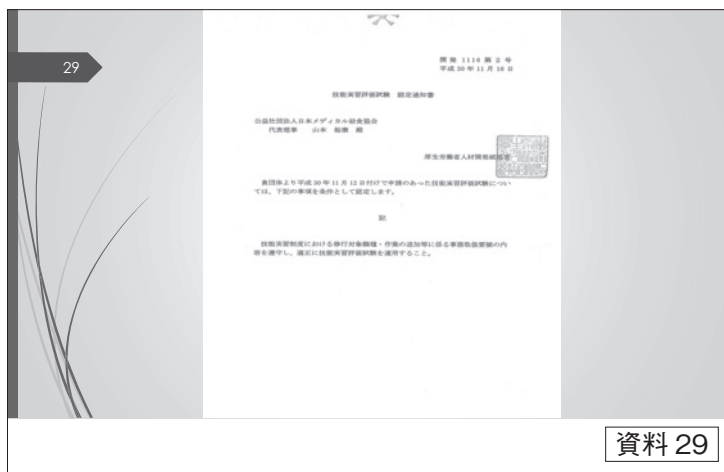 29
開発 1116 第 2 号
平成 30 年 11 月 16 日
技能実習評価試験 認定通知書
公益社団法人日本メディカル給食協会
代表理事 山本 殿
厚生労働省人材開発統括官
貴団体より平成 30 年 11 月 12 日付けで申請のあった技能実習評価試験につい
ては、下記の事項を条件として認定します。
記
技能実習制度における移行対象職種・作業の追加等に係る事務取扱要領の内
容を遵守し、適正に技能実習評価試験を運用すること。
資料 29